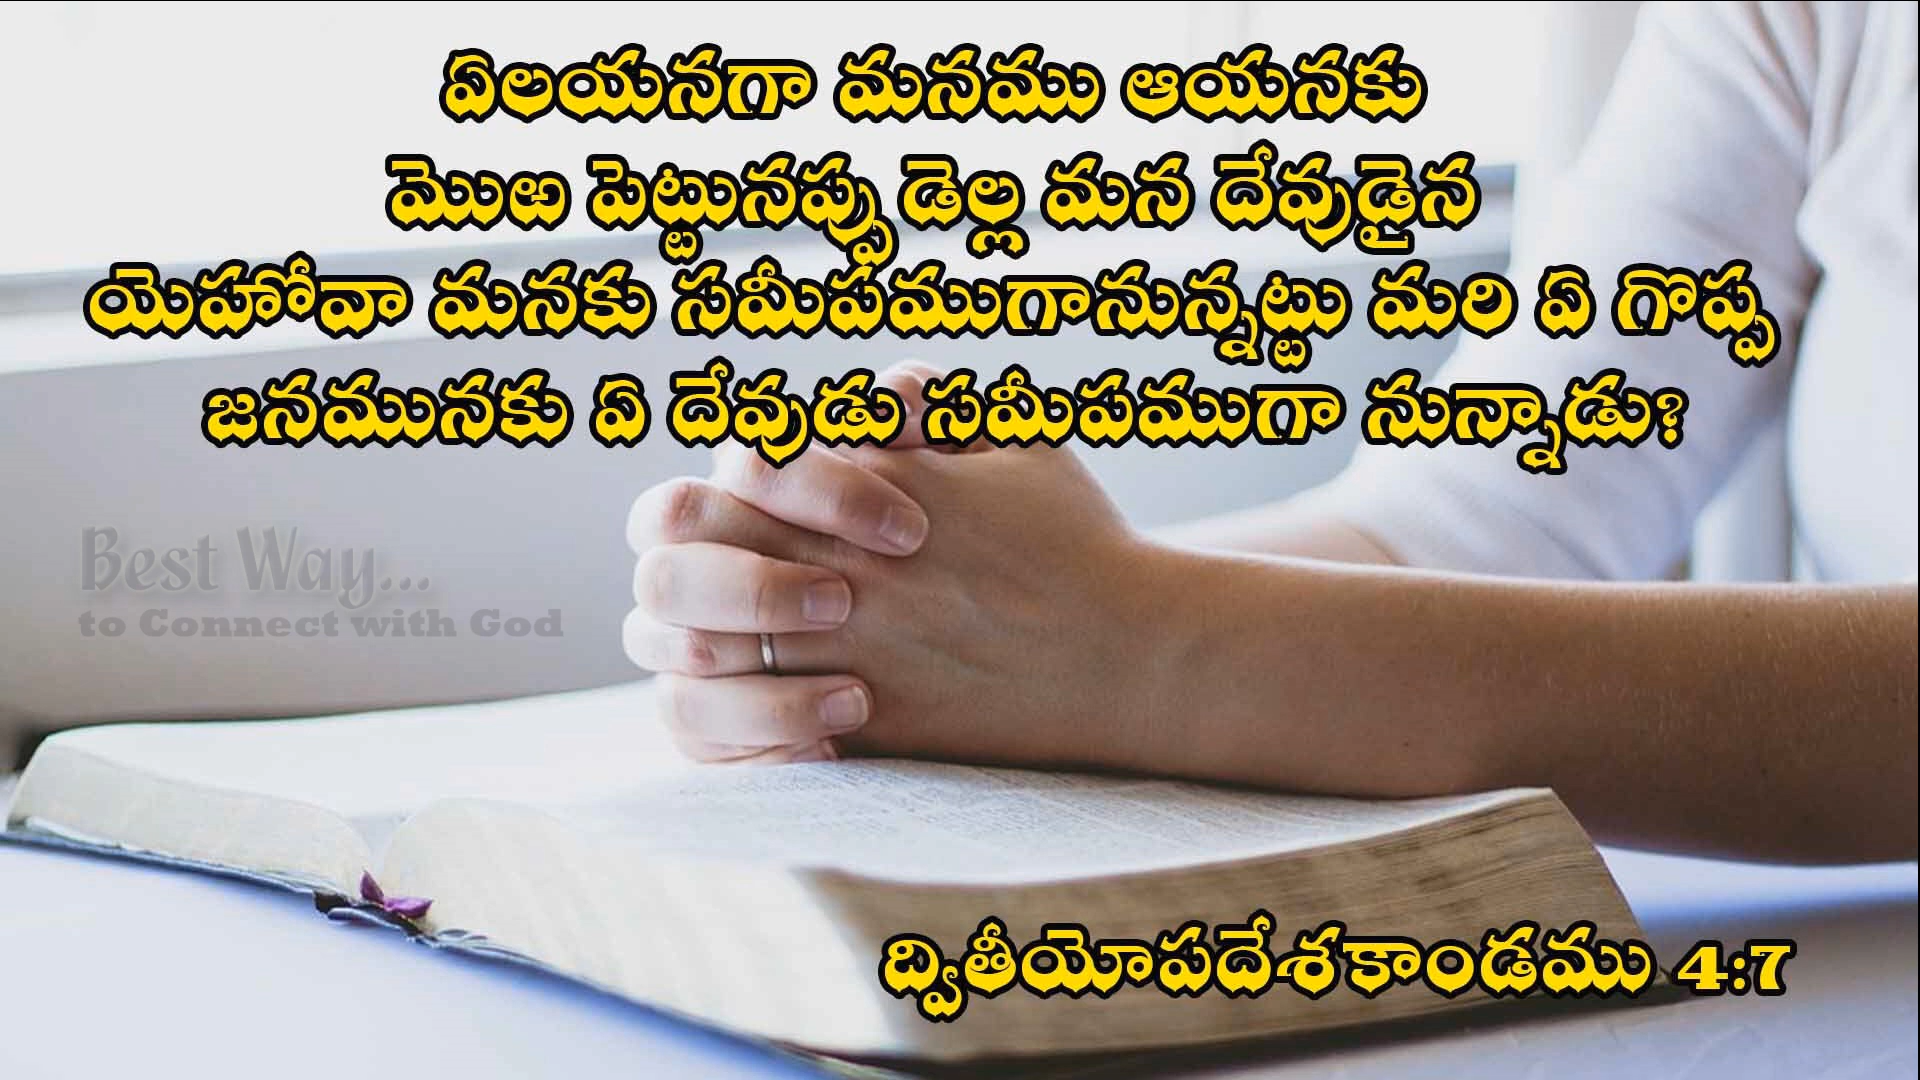 ఏలయనగా మనము ఆయనకు
మొఱ పెట్టునప్పు డెల్ల మన దేవుడైన
యెహోవా మనకు సమీపముగానున్నట్టు మరి ఏ గొప్ప
జనమునకు ఏ దేవుడు సమీపముగా నున్నాడు?
Best Way...
to Connect with God
ద్వితీయోపదేశకాండము 4:7